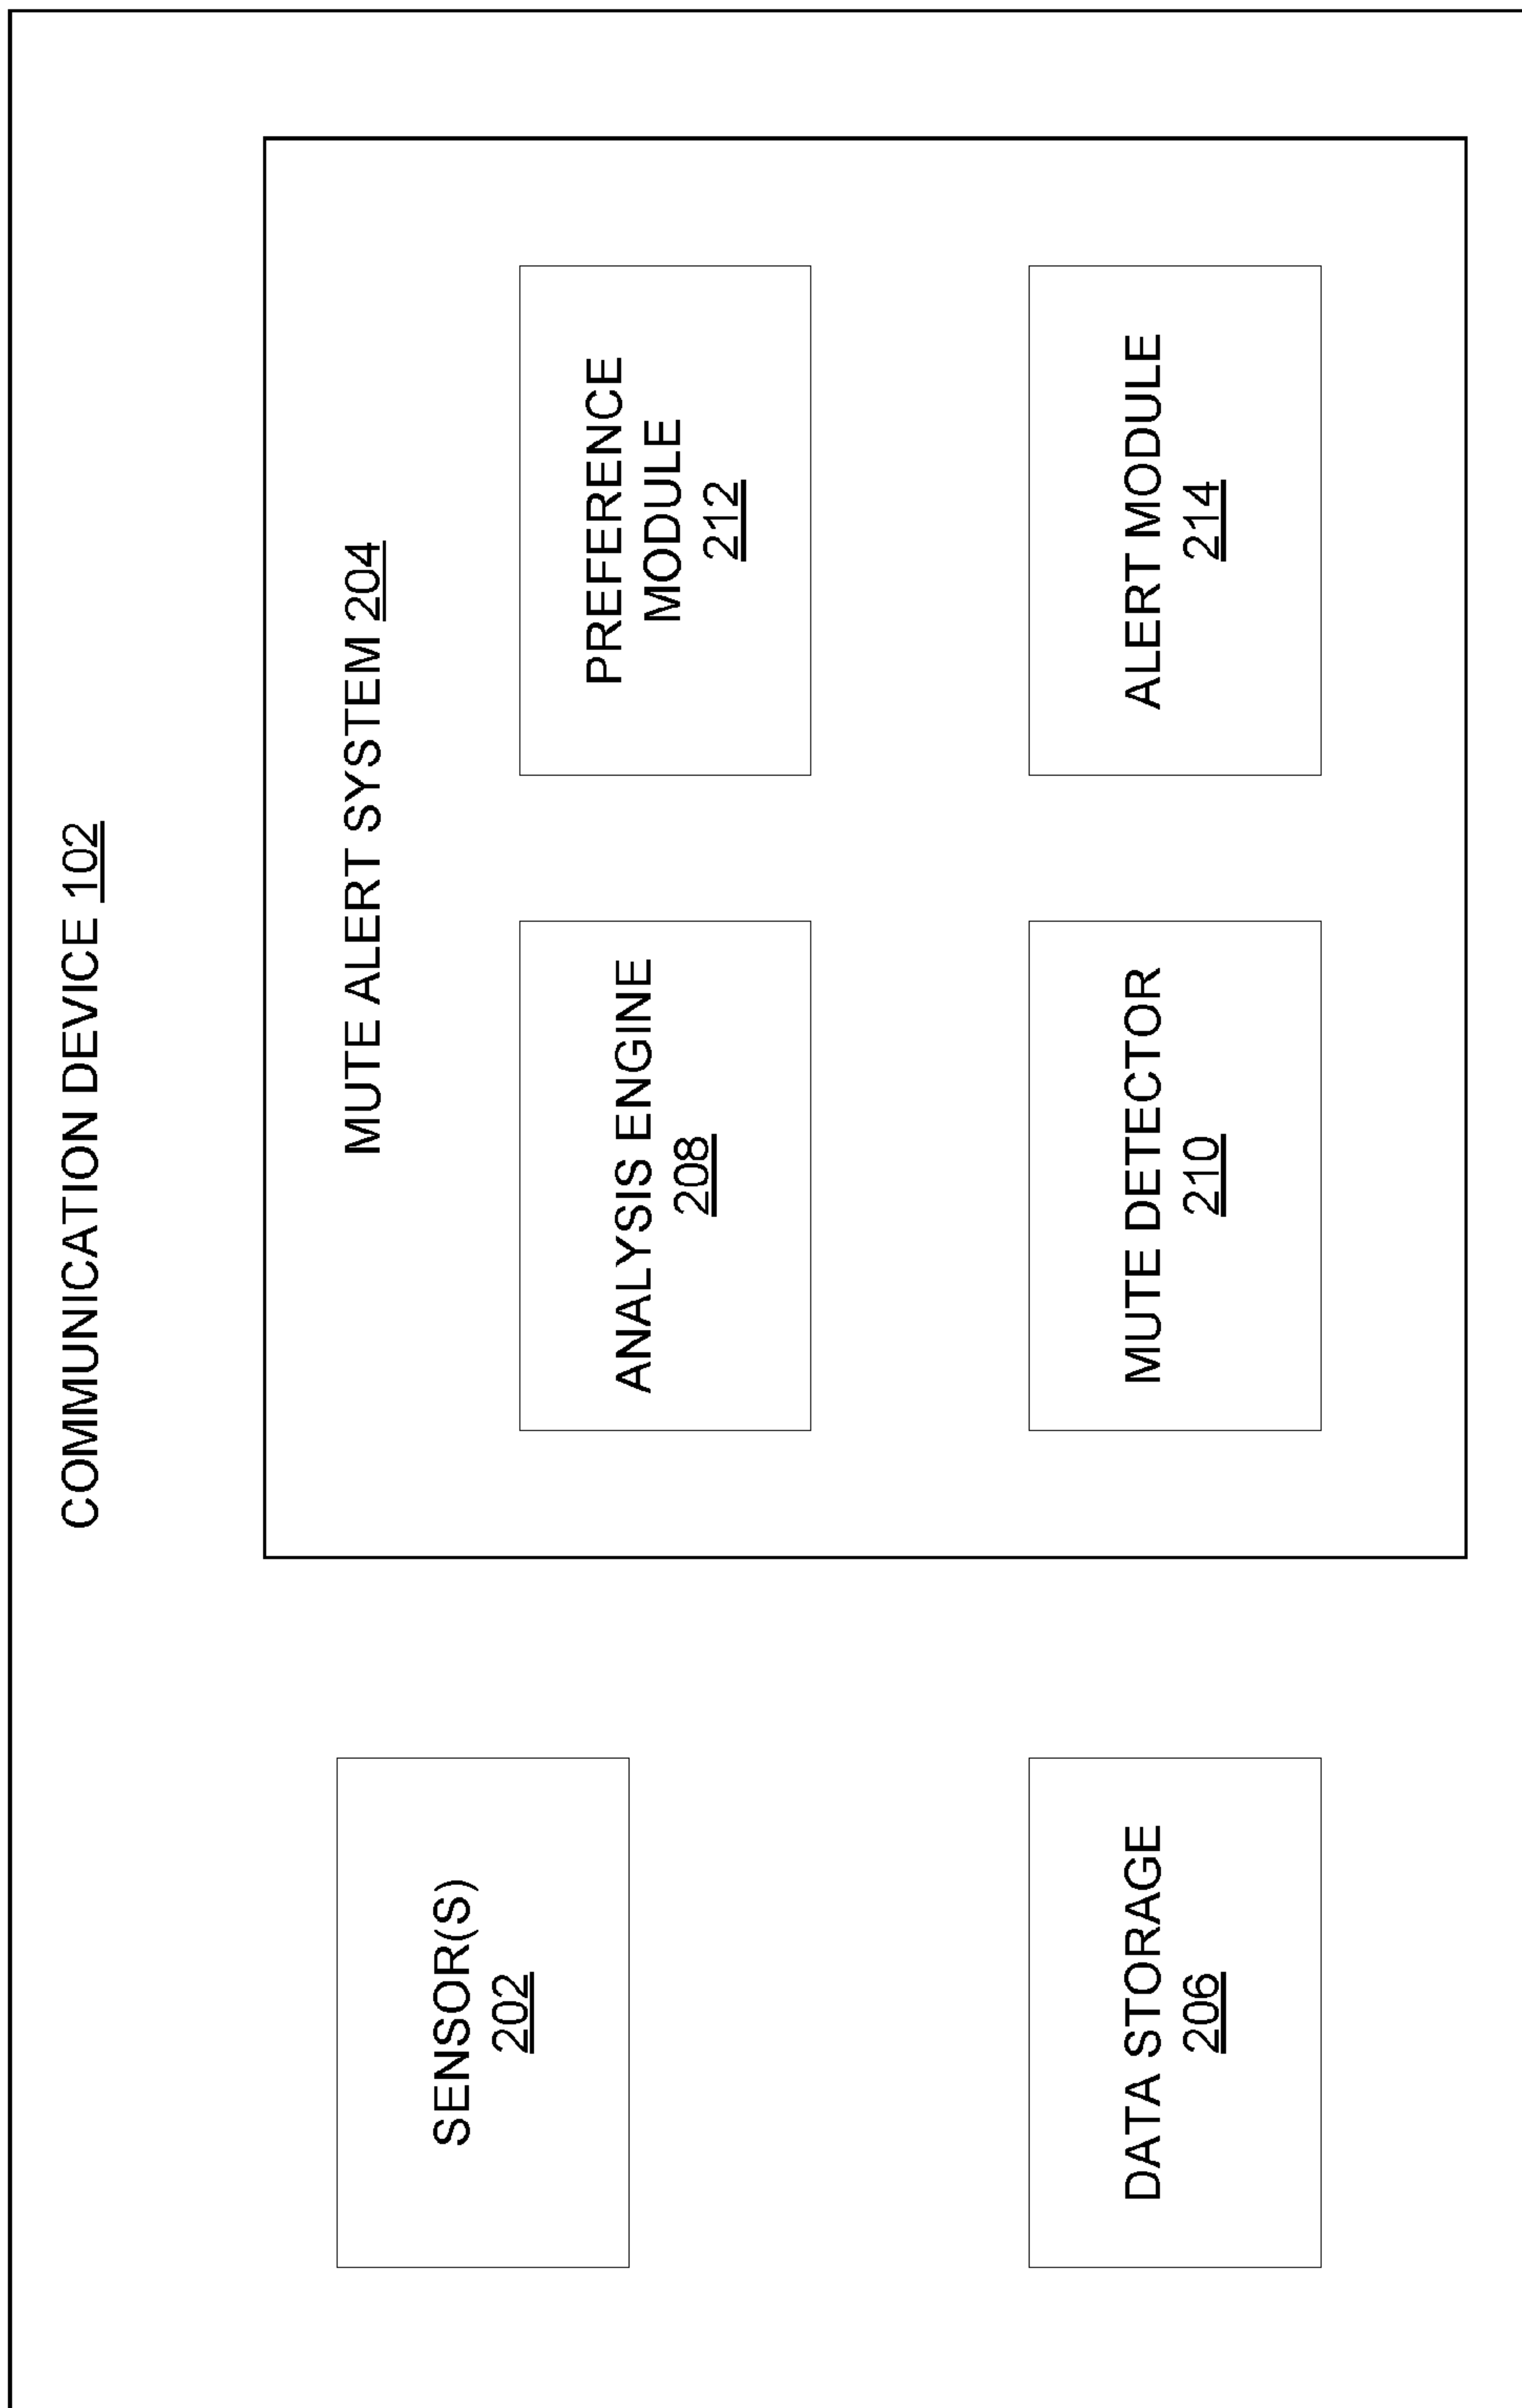 COMMUNICATION DEVICE 102
MUTE ALERT SYSTEM 204
SENSOR(S)
202
ANALYSIS ENGINE
208
PREFERENCE
MODULE
212
DATA STORAGE
206
MUTE DETECTOR
210
ALERT MODULE
214